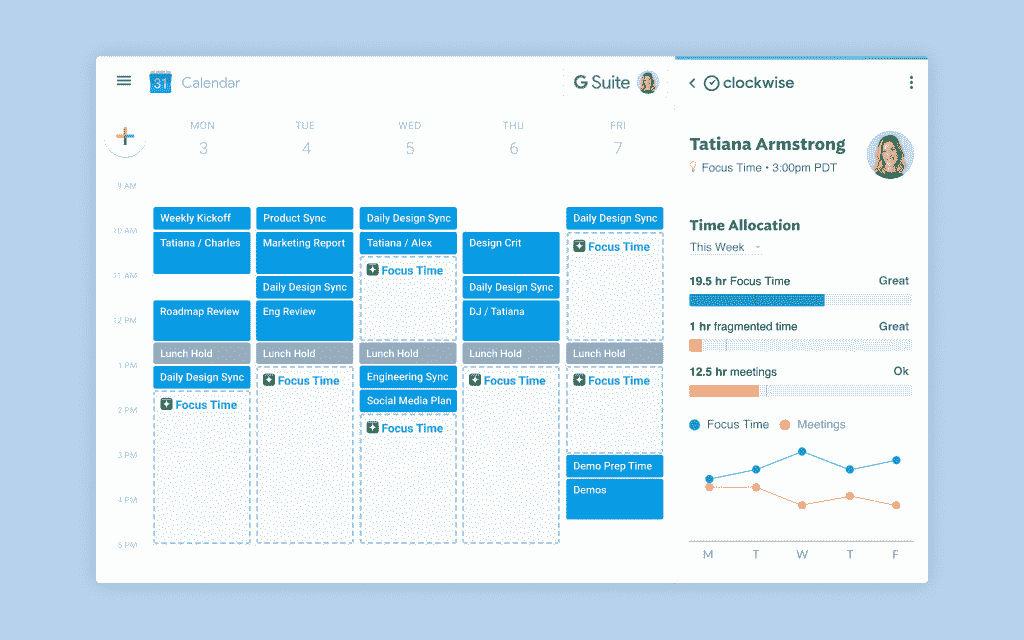 31 Calendar
G Suite
MON TUE WED THU FRI
3 4 5 6 7
9 AM
10 AM
11 AM
12 PM
1 PM
2 PM
3 PM
4 PM
5 PM
Weekly Kickoff
Tatiana / Charles
Roadmap Review
Lunch Hold
Daily Design Sync
Focus Time
Product Sync
Marketing Report
Daily Design Sync
Eng Review
Lunch Hold
Focus Time
Daily Design Sync
Tatiana / Alex
Focus Time
Lunch Hold
Engineering Sync
Social Media Plan
Focus Time
Design Crit
Daily Design Sync
DJ / Tatiana
Lunch Hold
Focus Time
Daily Design Sync
Focus Time
Lunch Hold
Focus Time
Demo Prep Time
Demos
clockwise
Tatiana Armstrong
Focus Time • 3:00pm PDT
Time Allocation
This Week
19.5 hr Focus Time Great
1 hr fragmented time Great
12.5 hr meetings Ok
Focus Time Meetings
M T W T F